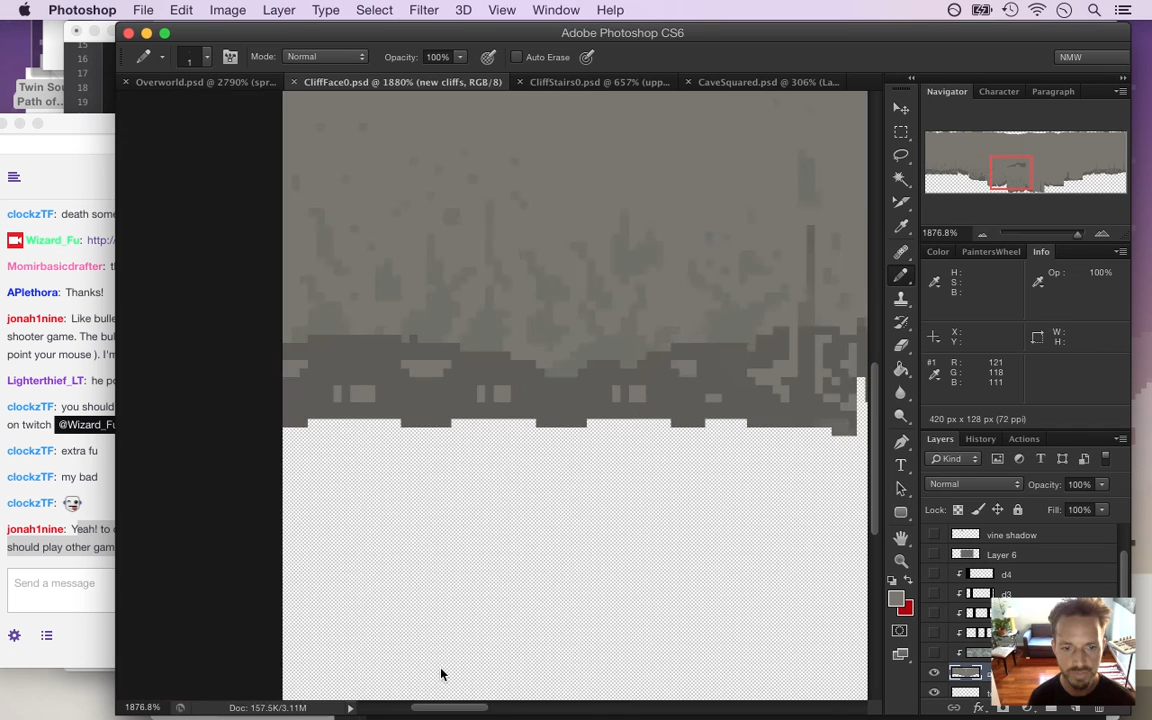 Photoshop File Edit Image Layer Type Select Filter 3D View Window Help
Adobe Photoshop CS6
1 Mode: Normal Opacity: 100% Auto Erase NMW
Overworld.psd @ 2790% (spr... CliffFace0.psd @ 1880% (new cliffs, RGB/8) CliffStairs0.psd @ 657% (upp... CaveSquared.psd @ 306% (La...
15
16
17
18
19
Twin Sou
Path of...
clockzTF: death some
Wizard_Fu: http:/
Momirbasicdrafter: t
APlethora: Thanks!
jonah1nine: Like bulle
shooter game. The bul
point your mouse ). I'm
Lighterthief_LT: he po
clockzTF: you should
on twitch @Wizard_Fu
clockzTF: extra fu
clockzTF: my bad
clockzTF:
jonah1nine: Yeah! to
should play other gam
Send a message
Navigator Character Paragraph
1876.8%
Color PaintersWheel Info
H: Op: 100%
S:
B:
X: W:
Y: H:
#1 R: 121
G: 118
B: 111
420 px x 128 px (72 ppi)
Layers History Actions
Kind
Normal Opacity: 100%
Lock: Fill: 100%
vine shadow
Layer 6
d4
d3
1876.8% Doc: 157.5K/3.11M